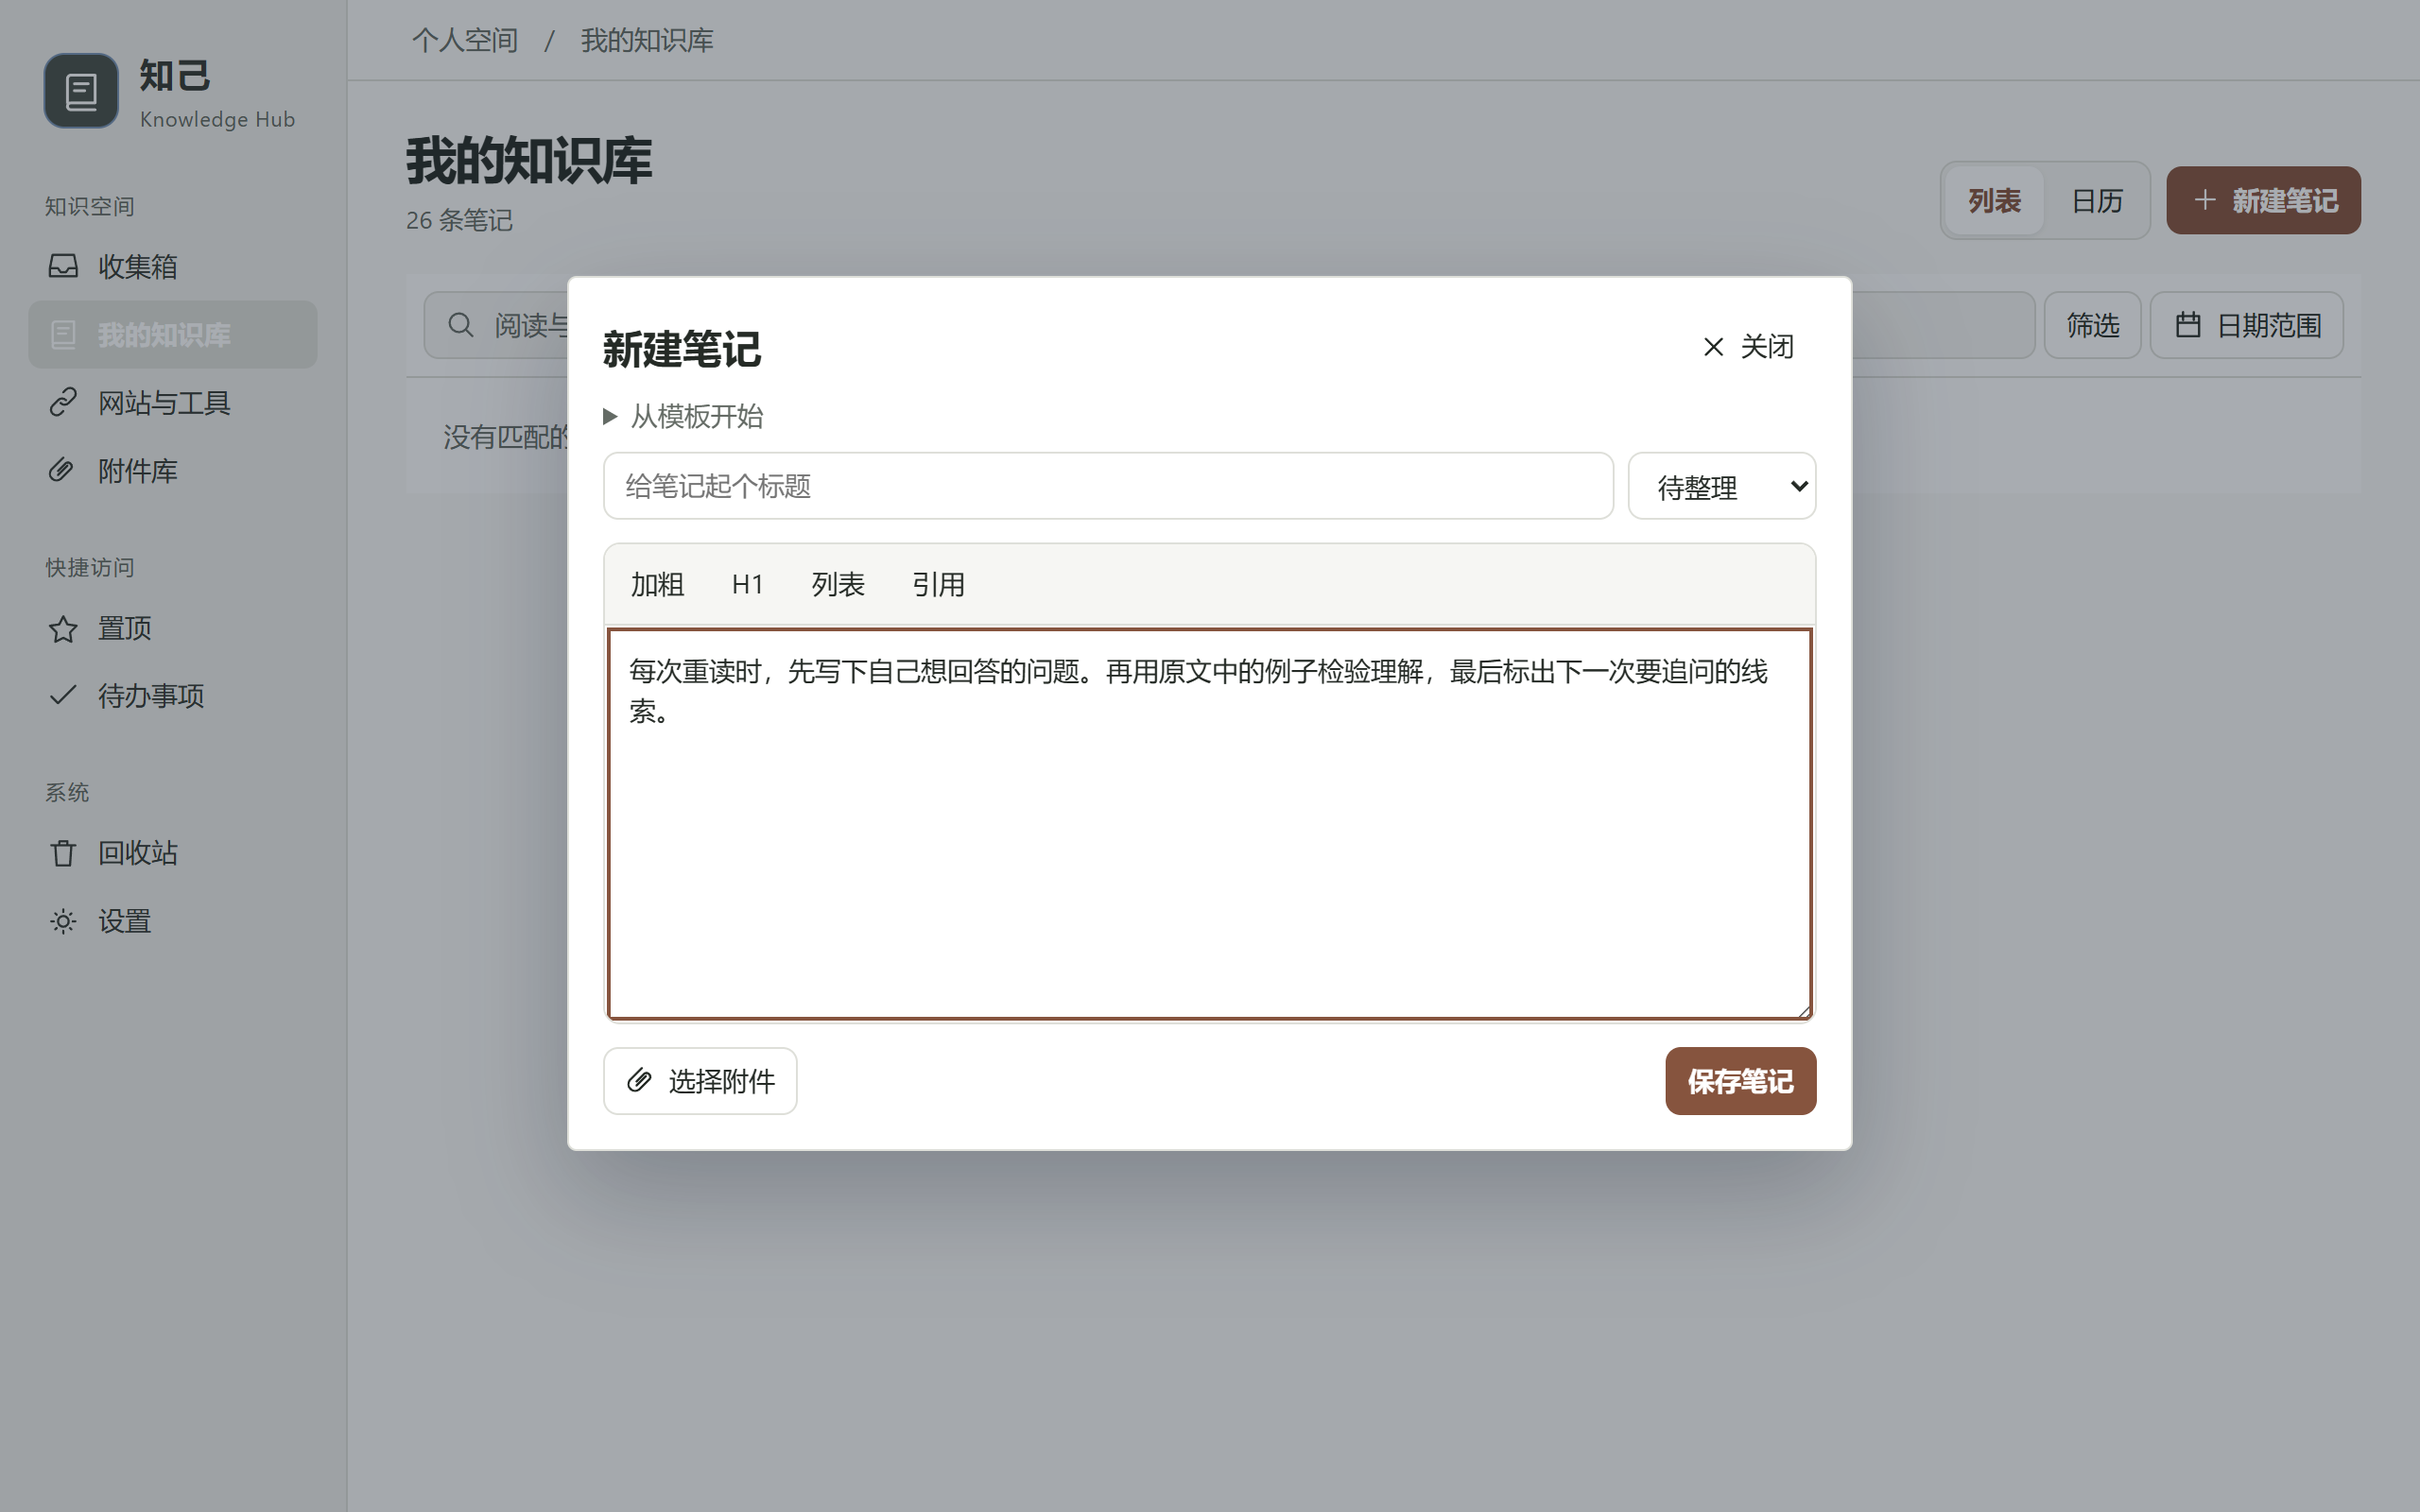 知己
Knowledge Hub
知识空间
收集箱
我的知识库
网站与工具
附件库
快捷访问
置顶
待办事项
系统
回收站
设置
个人空间 / 我的知识库
我的知识库
26 条笔记
列表 日历 新建笔记
阅读与
筛选 日期范围
没有匹配的
新建笔记
关闭
从模板开始
给笔记起个标题
待整理
加粗 H1 列表 引用
每次重读时，先写下自己想回答的问题。再用原文中的例子检验理解，最后标出下一次要追问的线
索。
选择附件
保存笔记